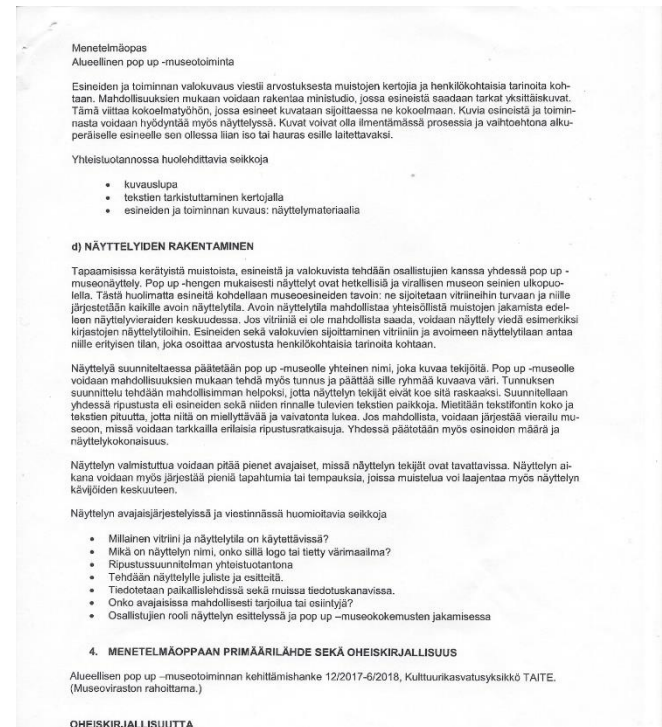 Menetelmäopas
Alueellinen pop up -museotoiminta
Esineiden ja toiminnan valokuvaus viestii arvostuksesta muistojen kertojia ja henkilökohtaisia tarinoita koh-
taan. Mahdollisuuksien mukaan voidaan rakentaa ministudio, jossa esineistä saadaan tarkat yksittäiskuvat.
Tämä viittaa kokoelmatyöhön, jossa esineet kuvataan sijoittaessa ne kokoelmaan. Kuvia esineistä ja toimin-
nasta voidaan hyödyntää myös näyttelyssä. Kuvat voivat olla ilmentämässä prosessia ja vaihtoehtona alku-
peräiselle esineelle sen ollessa liian iso tai hauras esille laitettavaksi.
Yhteisluotannossa huolehdittavia seikkoja
• kuvauslupa
• tekstien tarkistuttaminen kertojalla
• esineiden ja toiminnan kuvaus: näyttelymateriaalia
d) NÄYTTELYIDEN RAKENTAMINEN
Tapaamisissa kerätyistä muistoista, esineistä ja valokuvista tehdään osallistujien kanssa yhdessä pop up -
museonäyttely. Pop up -hengen mukaisesti näyttelyt ovat hetkellisiä ja virallisen museon seinien ulkopuo-
lella. Tästä huolimatta esineitä kohdellaan museoesineiden tavoin: ne sijoitetaan vitriineihin turvaan ja niille
järjestetään kaikille avoin näyttelytila. Avoin näyttelytila mahdollistaa yhteisöllistä muistojen jakamista edel-
leen näyttelyvieraiden keskuudessa. Jos vitriiniä ei ole mahdollista saada, voidaan näyttely viedä esimerkiksi
kirjastojen näyttelytiloihin. Esineiden sekä valokuvien sijoittaminen vitriiniin ja avoimeen näyttelytilaan antaa
niille erityisen tilan, joka osoittaa arvostusta henkilökohtaisia tarinoita kohtaan.
Näyttelyä suunniteltaessa päätetään pop up -museolle yhteinen nimi, joka kuvaa tekijöitä. Pop up -museolle
voidaan mahdollisuuksien mukaan tehdä myös tunnus ja päättää sille ryhmää kuvaava väri. Tunnuksen
suunnittelu tehdään mahdollisimman helpoksi, jotta näyttelyn tekijät eivät koe sitä raskaaksi. Suunnitellaan
yhdessä ripustusta eli esineiden sekä niiden rinnalle tulevien tekstien paikkoja. Mietitään tekstifontin koko ja
tekstien pituutta, jotta niitä on miellyttävää ja vaivatonta lukea. Jos mahdollista, voidaan järjestää vierailu mu-
seoon, missä voidaan tarkkailla erilaisia ripustusratkaisuja. Yhdessä päätetään myös esineiden määrä ja
näyttelykokonaisuus.
Näyttelyn valmistuttua voidaan pitää pienet avajaiset, missä näyttelyn tekijät ovat tavattavissa. Näyttelyn ai-
kana voidaan myös järjestää pieniä tapahtumia tai tempauksia, joissa muistelua voi laajentaa myös näyttelyn
kävijöiden keskuuteen.
Näyttelyn avajaisjärjestelyissä ja viestinnässä huomioitavia seikkoja
• Millainen vitriini ja näyttelytila on käytettävissä?
• Mikä on näyttelyn nimi, onko sillä logo tai tietty värimaailma?
• Ripustussuunnitelman yhteistuotantona
• Tehdään näyttelylle juliste ja esitteitä.
• Tiedotetaan paikallislehdissä sekä muissa tiedotuskanavissa.
• Onko avajaisissa mahdollisesti tarjoilua tai esiintyjä?
• Osallistujien rooli näyttelyn esittelyssä ja pop up –museokokemusten jakamisessa
4. MENETELMÄOPPAAN PRIMÄÄRILÄHDE SEKÄ OHEISKIRJALLISUUS
Alueellisen pop up –museotoiminnan kehittämishanke 12/2017-6/2018, Kulttuurikasvatusyksikkö TAITE.
(Museoviraston rahoittama.)
OHEISKIRJALLISUUTTA